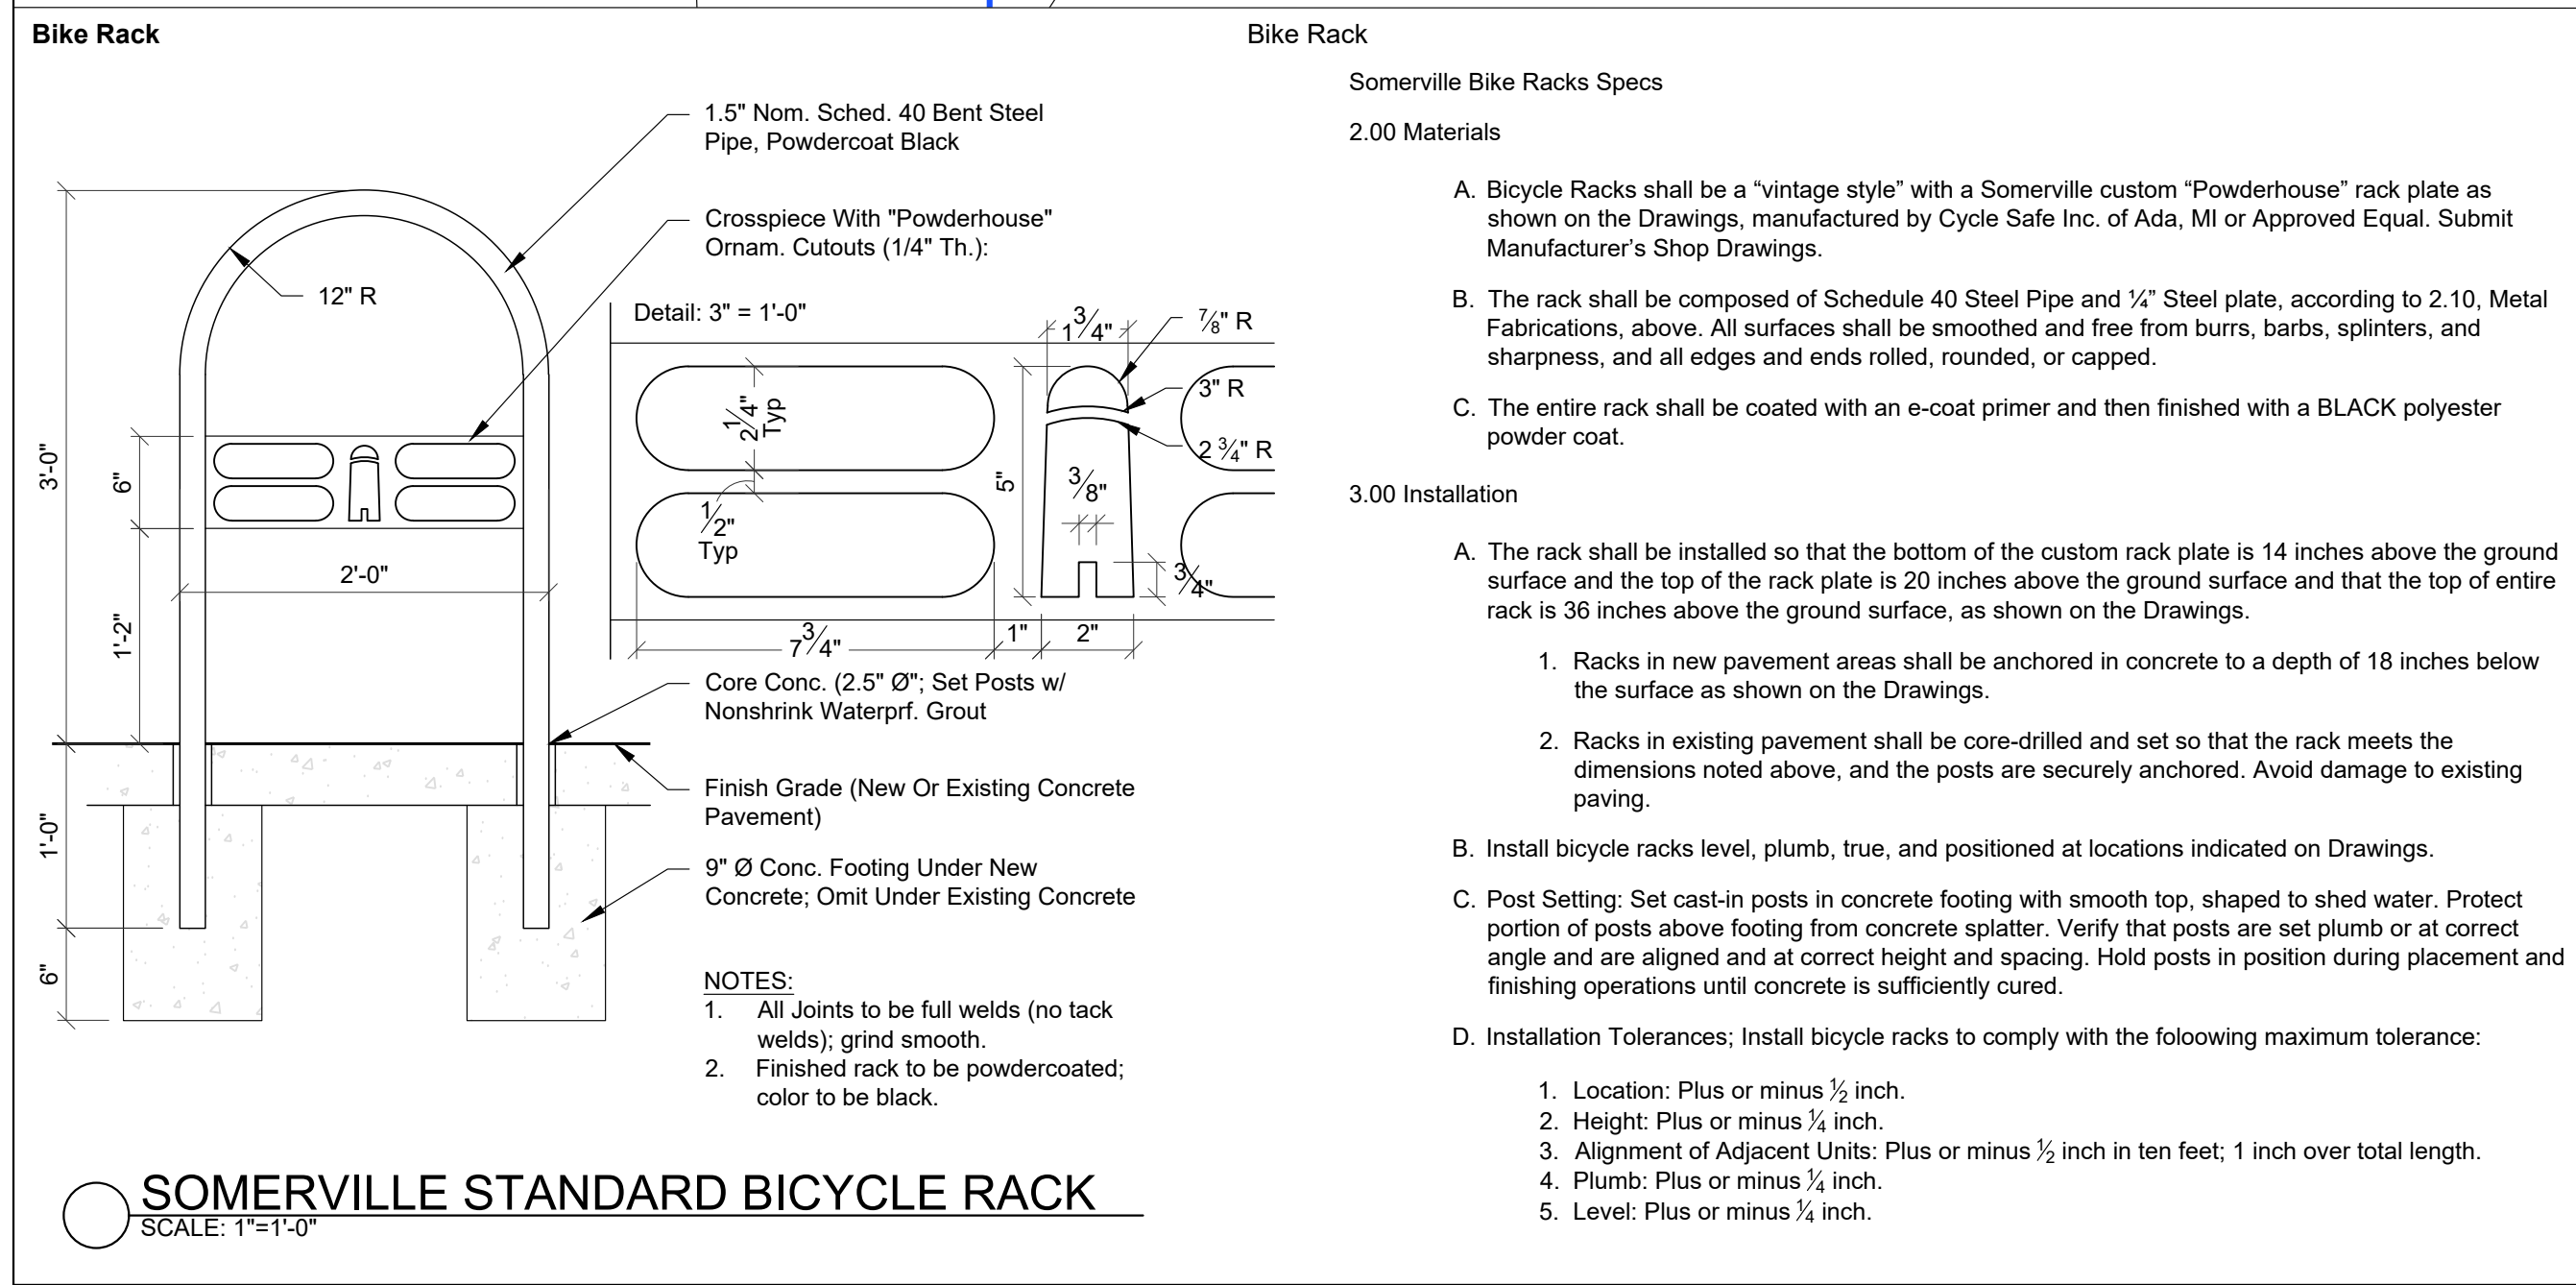 Bike Rack
1.5" Nom. Sched. 40 Bent Steel
Pipe, Powdercoat Black
Crosspiece With "Powderhouse"
Ornam. Cutouts (1/4" Th.):
12" R
Detail: 3" = 1'-0"
1 3/4"
7/8" R
3" R
2 3/4" R
2 1/4"
Typ
1/2"
Typ
5"
3/8"
3/4"
7 3/4"
1"
2"
3'-0"
6"
2'-0"
1'-2"
1'-0"
6"
Core Conc. (2.5" Ø"; Set Posts w/
Nonshrink Waterprf. Grout
Finish Grade (New Or Existing Concrete
Pavement)
9" Ø Conc. Footing Under New
Concrete; Omit Under Existing Concrete
NOTES:
1. All Joints to be full welds (no tack
welds); grind smooth.
2. Finished rack to be powdercoated;
color to be black.
SOMERVILLE STANDARD BICYCLE RACK
SCALE: 1"=1'-0"
Bike Rack
Somerville Bike Racks Specs
2.00 Materials
A. Bicycle Racks shall be a “vintage style” with a Somerville custom “Powderhouse” rack plate as
shown on the Drawings, manufactured by Cycle Safe Inc. of Ada, MI or Approved Equal. Submit
Manufacturer’s Shop Drawings.
B. The rack shall be composed of Schedule 40 Steel Pipe and ¼” Steel plate, according to 2.10, Metal
Fabrications, above. All surfaces shall be smoothed and free from burrs, barbs, splinters, and
sharpness, and all edges and ends rolled, rounded, or capped.
C. The entire rack shall be coated with an e-coat primer and then finished with a BLACK polyester
powder coat.
3.00 Installation
A. The rack shall be installed so that the bottom of the custom rack plate is 14 inches above the ground
surface and the top of the rack plate is 20 inches above the ground surface and that the top of entire
rack is 36 inches above the ground surface, as shown on the Drawings.
1. Racks in new pavement areas shall be anchored in concrete to a depth of 18 inches below
the surface as shown on the Drawings.
2. Racks in existing pavement shall be core-drilled and set so that the rack meets the
dimensions noted above, and the posts are securely anchored. Avoid damage to existing
paving.
B. Install bicycle racks level, plumb, true, and positioned at locations indicated on Drawings.
C. Post Setting: Set cast-in posts in concrete footing with smooth top, shaped to shed water. Protect
portion of posts above footing from concrete splatter. Verify that posts are set plumb or at correct
angle and are aligned and at correct height and spacing. Hold posts in position during placement and
finishing operations until concrete is sufficiently cured.
D. Installation Tolerances; Install bicycle racks to comply with the foloowing maximum tolerance:
1. Location: Plus or minus ½ inch.
2. Height: Plus or minus ¼ inch.
3. Alignment of Adjacent Units: Plus or minus ½ inch in ten feet; 1 inch over total length.
4. Plumb: Plus or minus ¼ inch.
5. Level: Plus or minus ¼ inch.